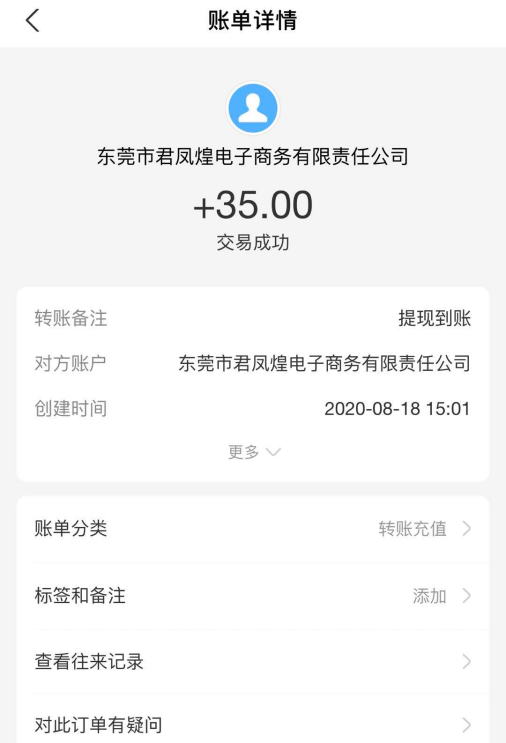 账单详情
东莞市君凤煌电子商务有限责任公司
+35.00
交易成功
转账备注 提现到账
对方账户 东莞市君凤煌电子商务有限责任公司
创建时间 2020-08-18 15:01
更多
账单分类 转账充值
标签和备注 添加
查看往来记录
对此订单有疑问